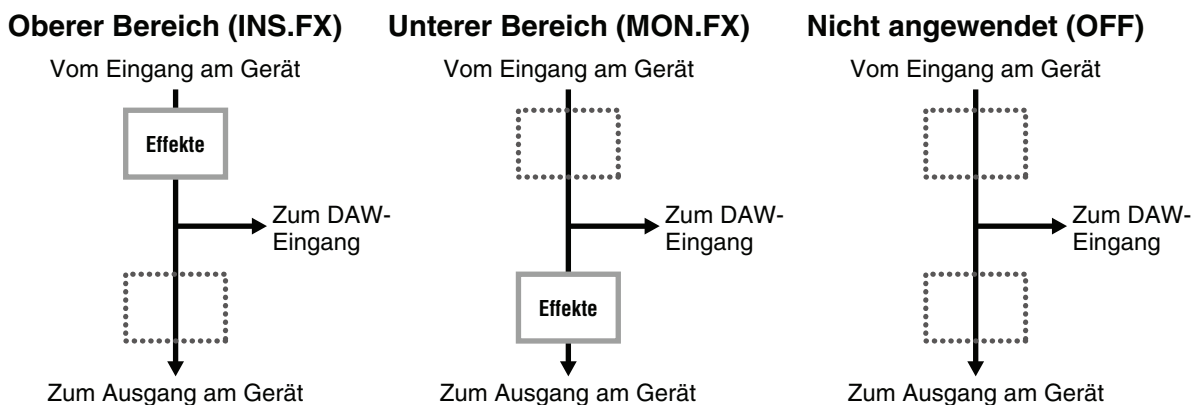 Oberer Bereich (INS.FX)
Vom Eingang am Gerät
Effekte
Zum DAW-
Eingang
Zum Ausgang am Gerät
Unterer Bereich (MON.FX)
Vom Eingang am Gerät
Zum DAW-
Eingang
Effekte
Zum Ausgang am Gerät
Nicht angewendet (OFF)
Vom Eingang am Gerät
Zum DAW-
Eingang
Zum Ausgang am Gerät